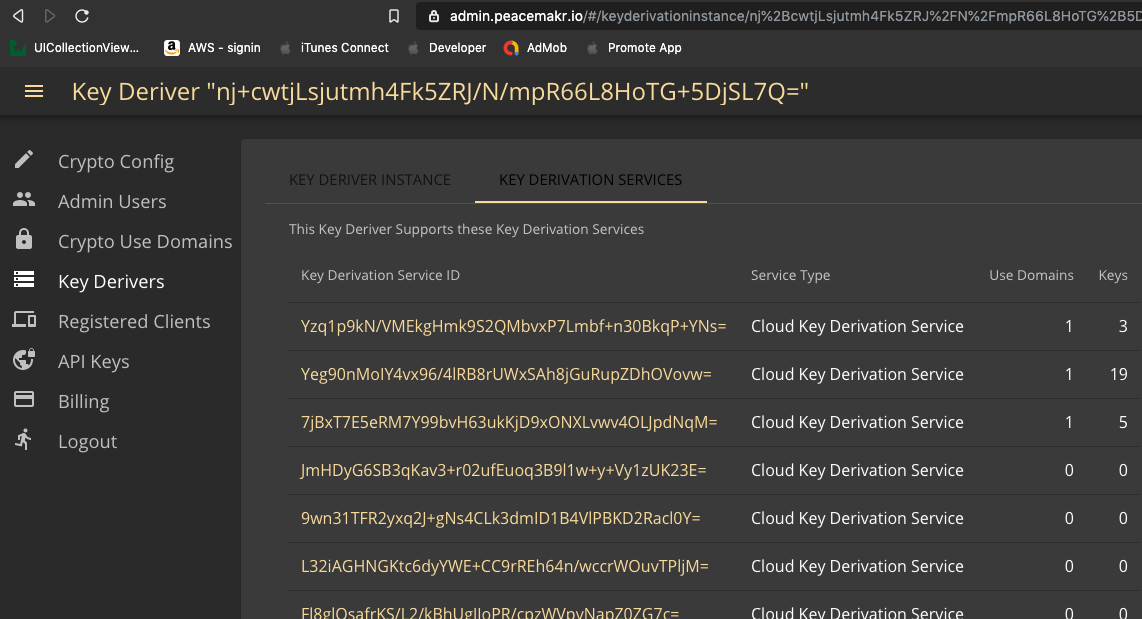 admin.peacemakr.io/#/keyderivationinstance/nj%2BcwtjLsjutmh4Fk5ZRJ%2FN%2FmpR66L8HoTG%2B5D
UICollectionView... AWS - signin iTunes Connect Developer AdMob Promote App
Key Deriver "nj+cwtjLsjutmh4Fk5ZRJ/N/mpR66L8HoTG+5DjSL7Q="
Crypto Config
Admin Users
Crypto Use Domains
Key Derivers
Registered Clients
API Keys
Billing
Logout
KEY DERIVER INSTANCE KEY DERIVATION SERVICES
This Key Deriver Supports these Key Derivation Services
Key Derivation Service ID Service Type Use Domains Keys
Yzq1p9kN/VMEkgHmk9S2QMbvxP7Lmbf+n30BkqP+YNs= Cloud Key Derivation Service 1 3
Yeg90nMoIY4vx96/4lRB8rUWxSAh8jGuRupZDhOVovw= Cloud Key Derivation Service 1 19
7jBxT7E5eRM7Y99bvH63ukKjD9xONXLvwv4OLJpdNqM= Cloud Key Derivation Service 1 5
JmHDyG6SB3qKav3+r02ufEuoq3B9l1w+y+Vy1zUK23E= Cloud Key Derivation Service 0 0
9wn31TFR2yxq2J+gNs4CLk3dmID1B4VlPBKD2Racl0Y= Cloud Key Derivation Service 0 0
L32iAGHNGKtc6dyYWE+CC9rREh64n/wccrWOuvTPljM= Cloud Key Derivation Service 0 0
Cloud Key Derivation Service 0 0